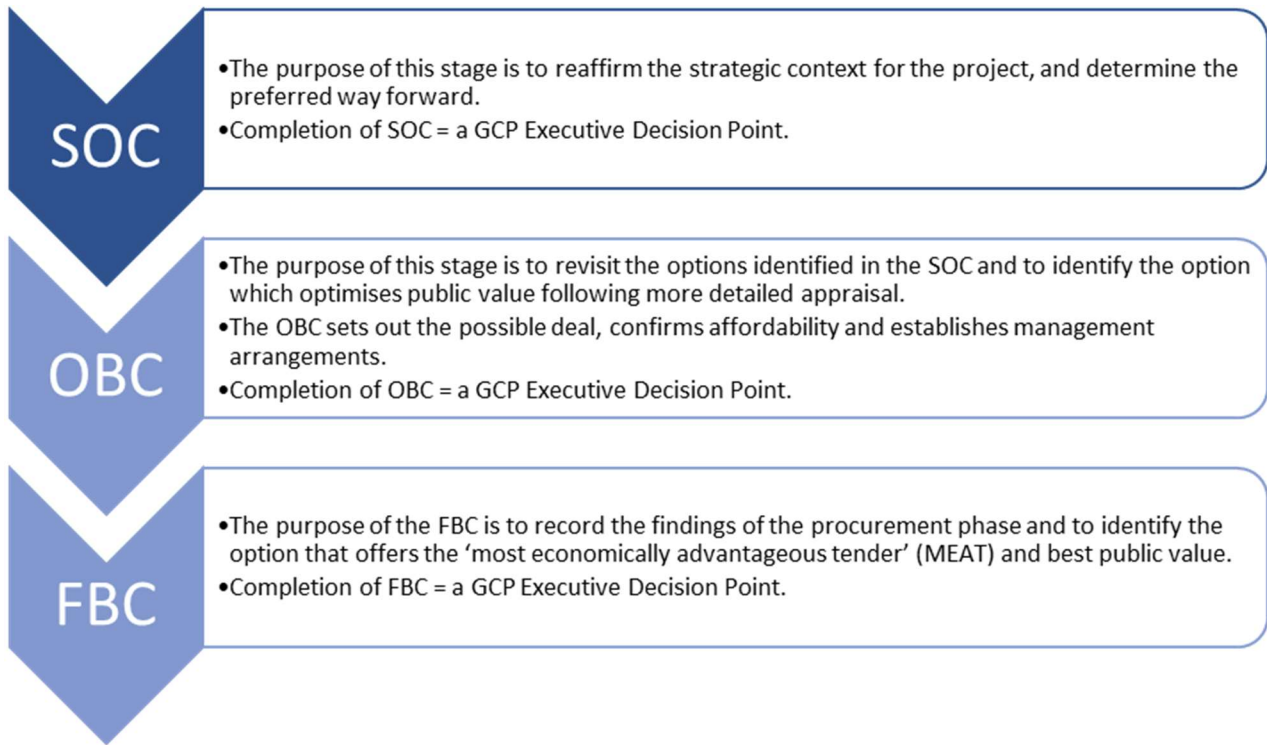 SOC
•The purpose of this stage is to reaffirm the strategic context for the project, and determine the
preferred way forward.
•Completion of SOC = a GCP Executive Decision Point.
OBC
•The purpose of this stage is to revisit the options identified in the SOC and to identify the option
which optimises public value following more detailed appraisal.
•The OBC sets out the possible deal, confirms affordability and establishes management
arrangements.
•Completion of OBC = a GCP Executive Decision Point.
FBC
•The purpose of the FBC is to record the findings of the procurement phase and to identify the
option that offers the ‘most economically advantageous tender’ (MEAT) and best public value.
•Completion of FBC = a GCP Executive Decision Point.